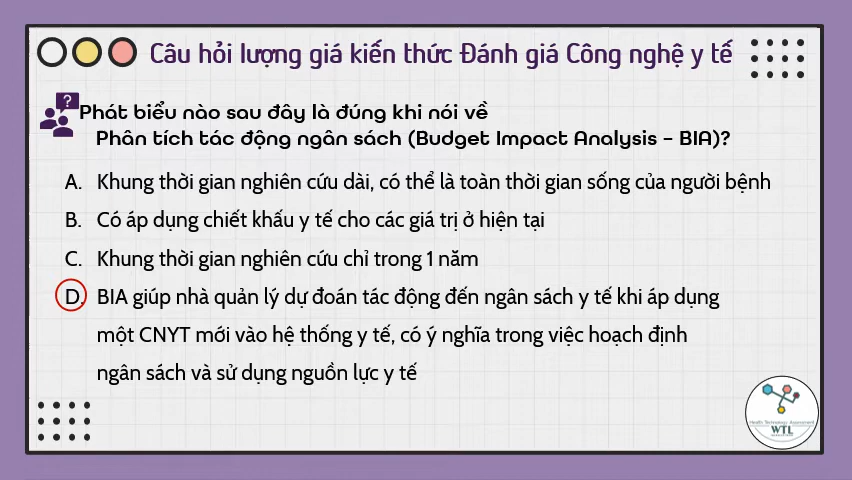 Câu hỏi lượng giá kiến thức Đánh giá Công nghệ y tế
?
Phát biểu nào sau đây là đúng khi nói về
Phân tích tác động ngân sách (Budget Impact Analysis – BIA)?
A. Khung thời gian nghiên cứu dài, có thể là toàn thời gian sống của người bệnh
B. Có áp dụng chiết khấu y tế cho các giá trị ở hiện tại
C. Khung thời gian nghiên cứu chỉ trong 1 năm
D. BIA giúp nhà quản lý dự đoán tác động đến ngân sách y tế khi áp dụng
một CNYT mới vào hệ thống y tế, có ý nghĩa trong việc hoạch định
ngân sách và sử dụng nguồn lực y tế
Health Technology Assessment
WTL